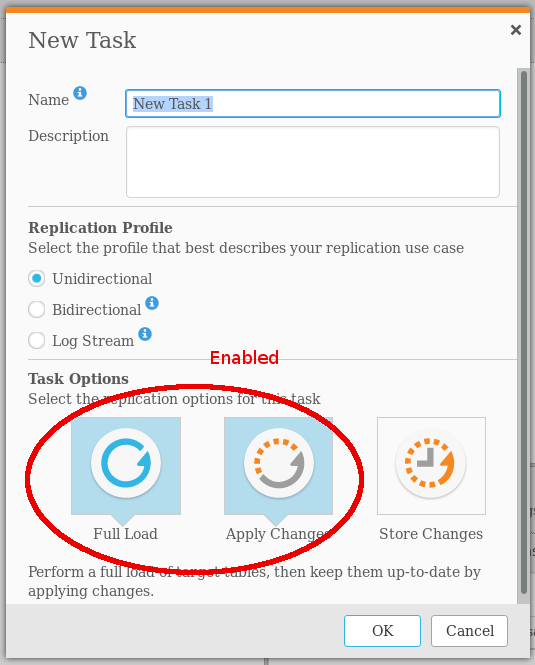 New Task
Name
New Task 1
Description
Replication Profile
Select the profile that best describes your replication use case
Unidirectional
Bidirectional
Log Stream
Enabled
Task Options
Select the replication options for this task
Full Load
Apply Changes
Store Changes
Perform a full load of target tables, then keep them up-to-date by
applying changes.
OK
Cancel